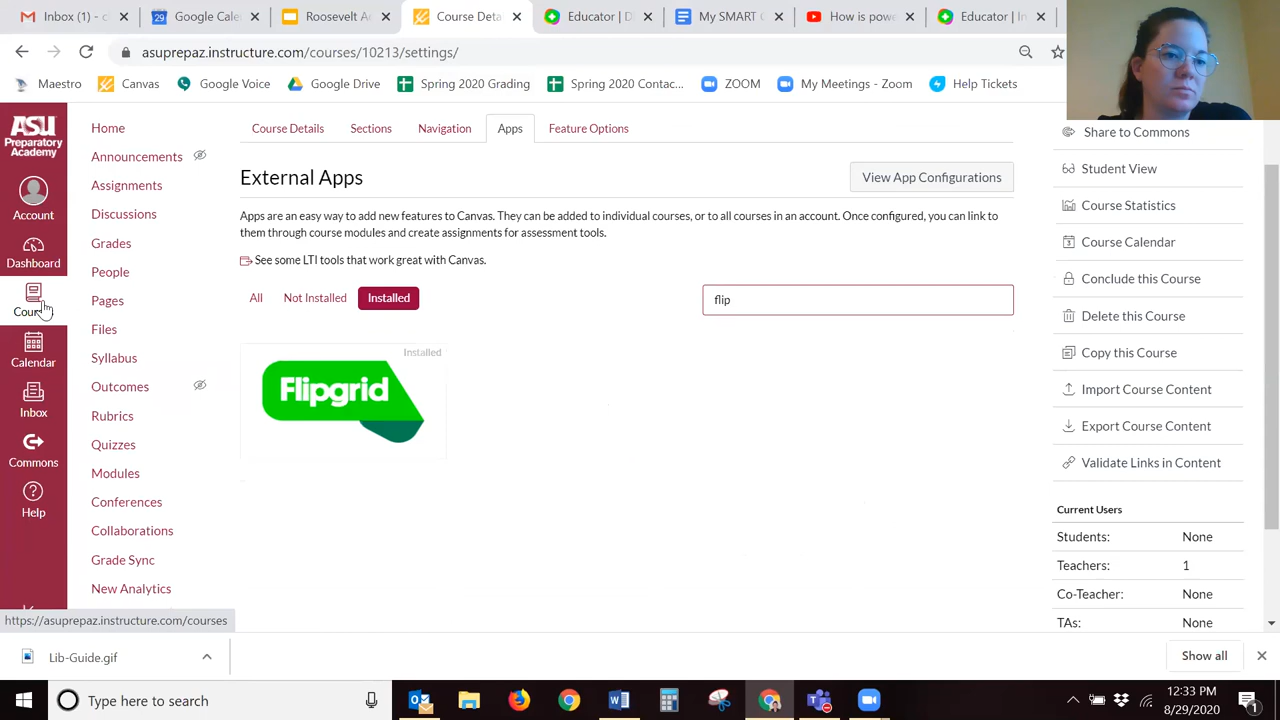 Inbox (1) - c
Google Cale
Roosevelt A
Course Deta
Educator | D
My SMART G
How is powe
Educator | In
asuprepaz.instructure.com/courses/10213/settings/
Maestro
Canvas
Google Voice
Google Drive
Spring 2020 Grading
Spring 2020 Contac...
ZOOM
My Meetings - Zoom
Help Tickets
ASU
Preparatory
Academy
Account
Dashboard
Cour
Calendar
Inbox
Commons
Help
Home
Announcements
Assignments
Discussions
Grades
People
Pages
Files
Syllabus
Outcomes
Rubrics
Quizzes
Modules
Conferences
Collaborations
Grade Sync
New Analytics
Course Details
Sections
Navigation
Apps
Feature Options
External Apps
View App Configurations
Apps are an easy way to add new features to Canvas. They can be added to individual courses, or to all courses in an account. Once configured, you can link to
them through course modules and create assignments for assessment tools.
See some LTI tools that work great with Canvas.
All
Not Installed
Installed
flip
Installed
Flipgrid
Share to Commons
Student View
Course Statistics
Course Calendar
Conclude this Course
Delete this Course
Copy this Course
Import Course Content
Export Course Content
Validate Links in Content
Current Users
Students: None
Teachers: 1
Co-Teacher: None
TAs: None
https://asuprepaz.instructure.com/courses
Lib-Guide.gif
Show all
Type here to search
12:33 PM
8/29/2020
1